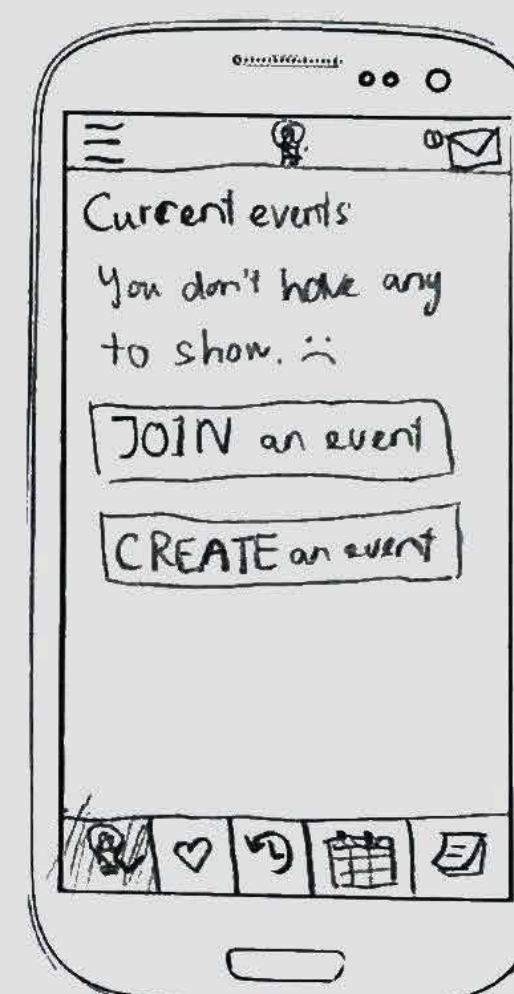 Current events
You don't have any
to show. :(
JOIN an event
CREATE an event